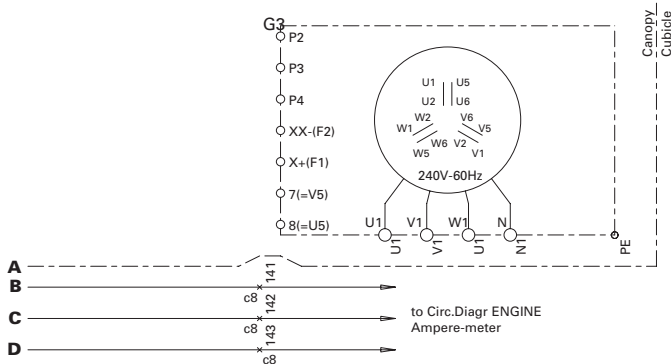 G3
Canopy
Cubicle
P2
P3
P4
XX-(F2)
X+(F1)
7(=V5)
8(=U5)
U1 U5
U2 U6
W2 V6
W1 V5
W6 V2
W5 V1
240V-60Hz
U1 V1 W1 N
U1 V1 U1 N1 PE
A
141
B
c8
142
C
c8
to Circ.Diagr ENGINE
Ampere-meter
143
D
c8